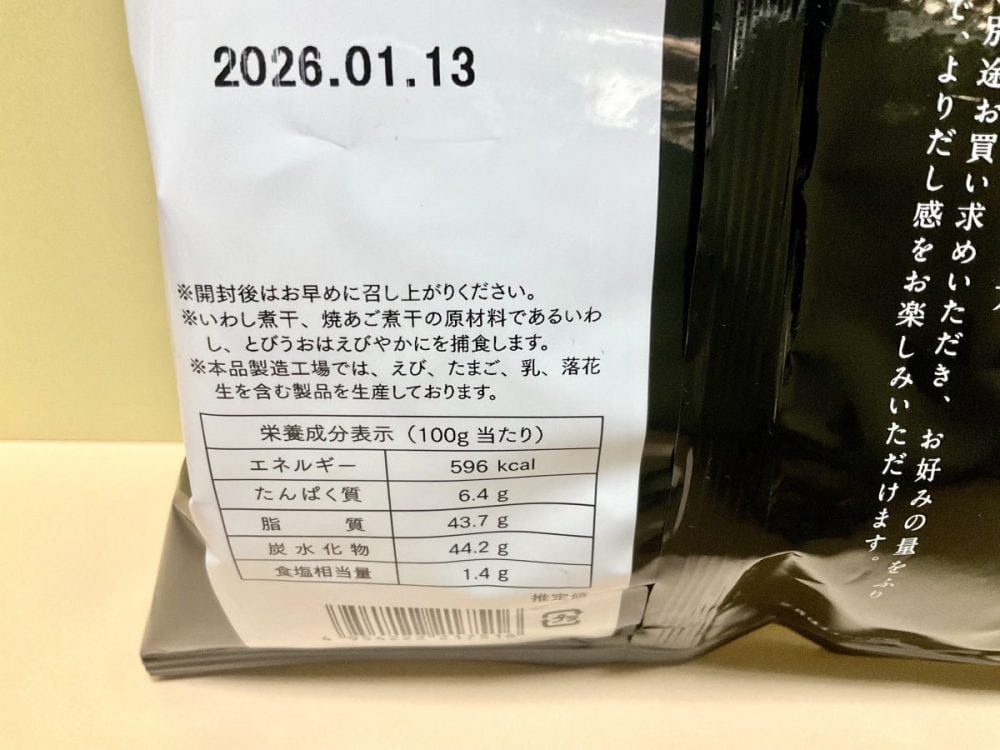 2026.01.13
※開封後はお早めに召し上がりください。
※いわし煮干、焼あご煮干の原材料であるいわ
し、とびうおはえびやかにを捕食します。
※本品製造工場では、えび、たまご、乳、落花
生を含む製品を生産しております。
栄養成分表示（100g 当たり）
エネルギー 596 kcal
たんぱく質 6.4 g
脂質 43.7 g
炭水化物 44.2 g
食塩相当量 1.4 g
推定値
別途お買い求めいただき、お好みの量をふり
で、よりだし感をお楽しみいただけます。